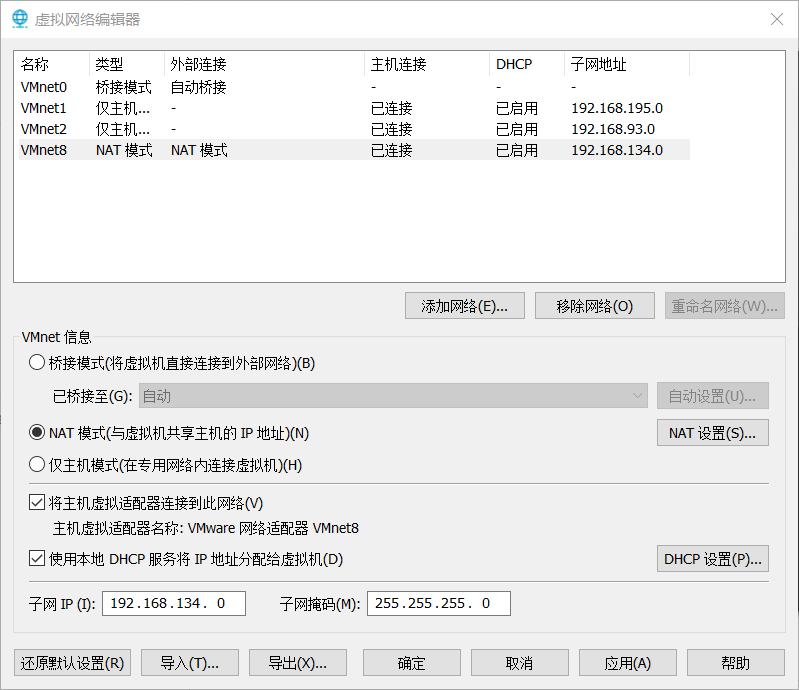 虚拟网络编辑器
名称 类型 外部连接 主机连接 DHCP 子网地址
VMnet0 桥接模式 自动桥接 - - -
VMnet1 仅主机... - 已连接 已启用 192.168.195.0
VMnet2 仅主机... - 已连接 已启用 192.168.93.0
VMnet8 NAT 模式 NAT 模式 已连接 已启用 192.168.134.0
添加网络(E)... 移除网络(O) 重命名网络(W)...
VMnet 信息
桥接模式(将虚拟机直接连接到外部网络)(B)
已桥接至(G): 自动 自动设置(U)...
NAT 模式(与虚拟机共享主机的 IP 地址)(N) NAT 设置(S)...
仅主机模式(在专用网络内连接虚拟机)(H)
将主机虚拟适配器连接到此网络(V)
主机虚拟适配器名称: VMware 网络适配器 VMnet8
使用本地 DHCP 服务将 IP 地址分配给虚拟机(D) DHCP 设置(P)...
子网 IP (I): 192.168.134. 0 子网掩码(M): 255.255.255. 0
还原默认设置(R) 导入(T)... 导出(X)... 确定 取消 应用(A) 帮助